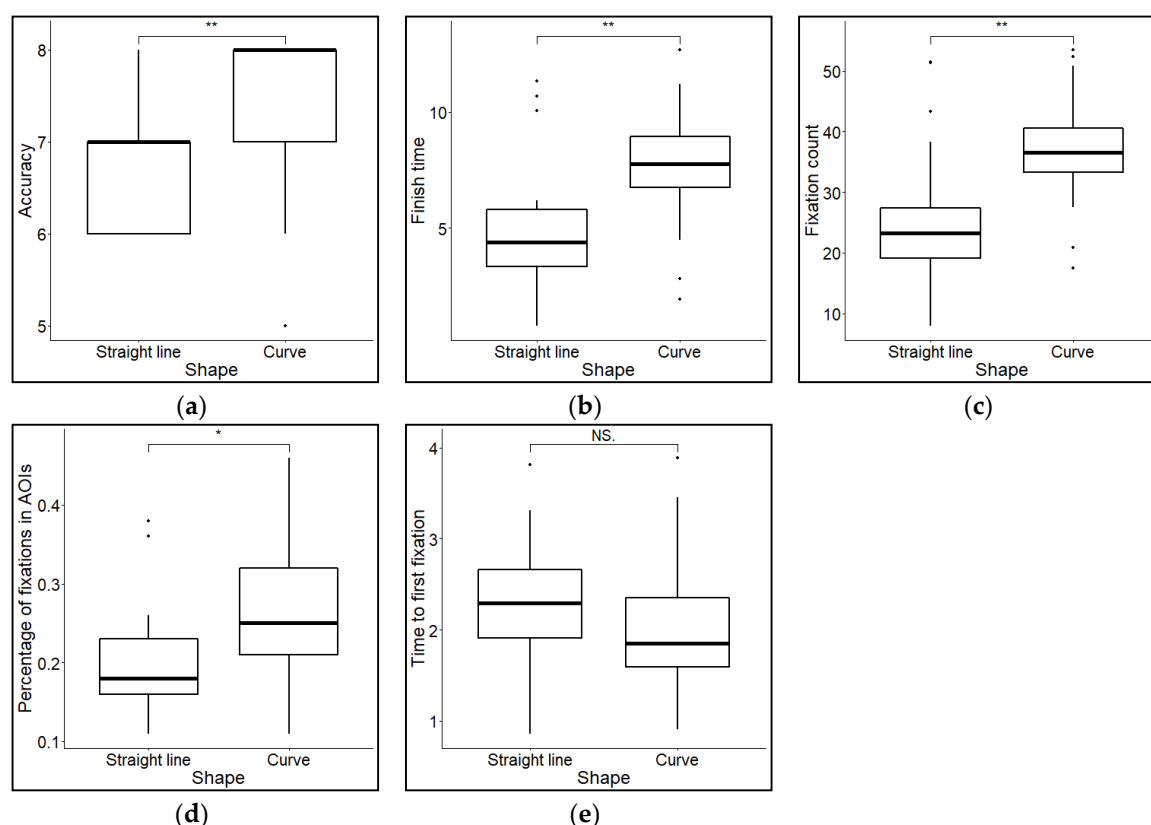 **
8
7
6
5
Accuracy
Straight line Curve
Shape
(a)
**
10
5
Finish time
Straight line Curve
Shape
(b)
**
50
40
30
20
10
Fixation count
Straight line Curve
Shape
(c)
*
0.4
0.3
0.2
0.1
Percentage of fixations in AOIs
Straight line Curve
Shape
(d)
NS.
4
3
2
1
Time to first fixation
Straight line Curve
Shape
(e)